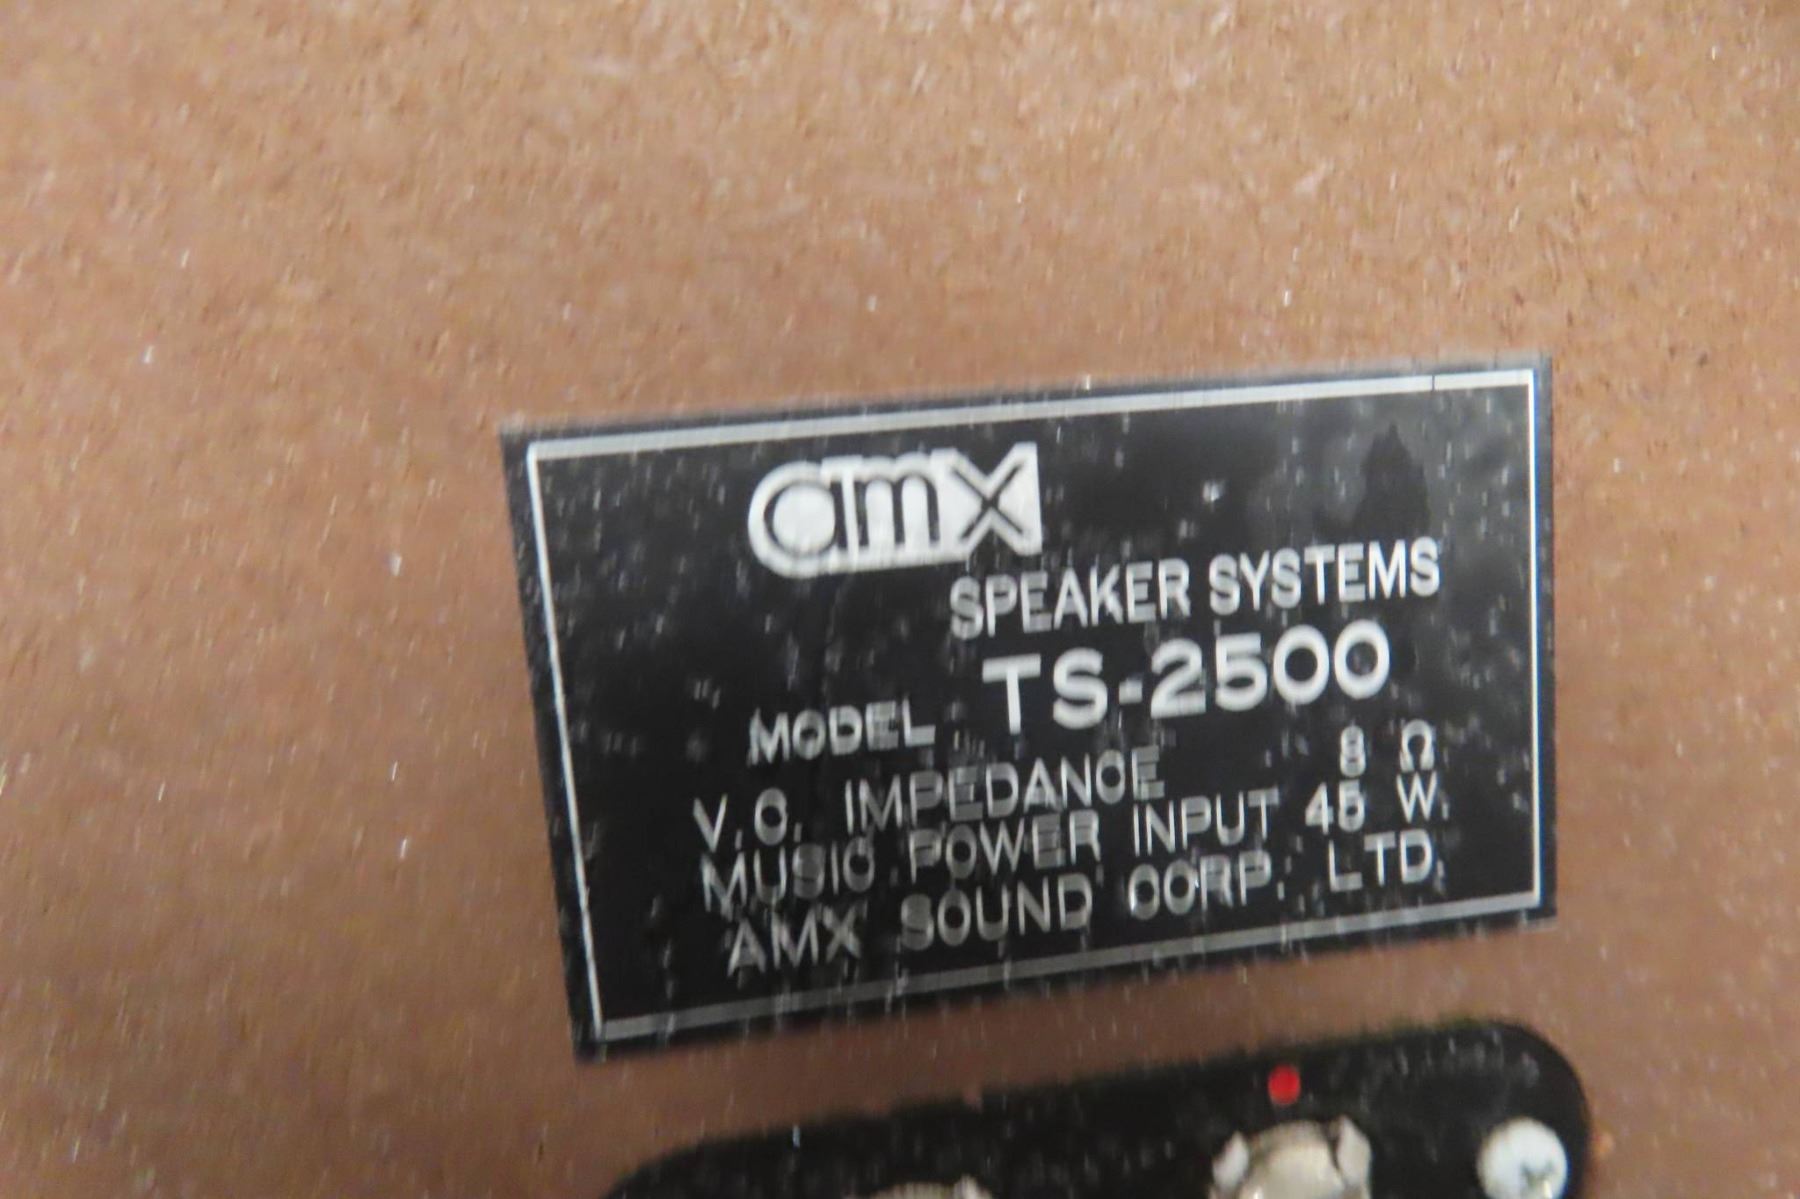 amx
SPEAKER SYSTEMS
MODEL TS-2500
V.C. IMPEDANCE 8 Ω
MUSIC POWER INPUT 45 W.
AMX SOUND CORP. LTD.